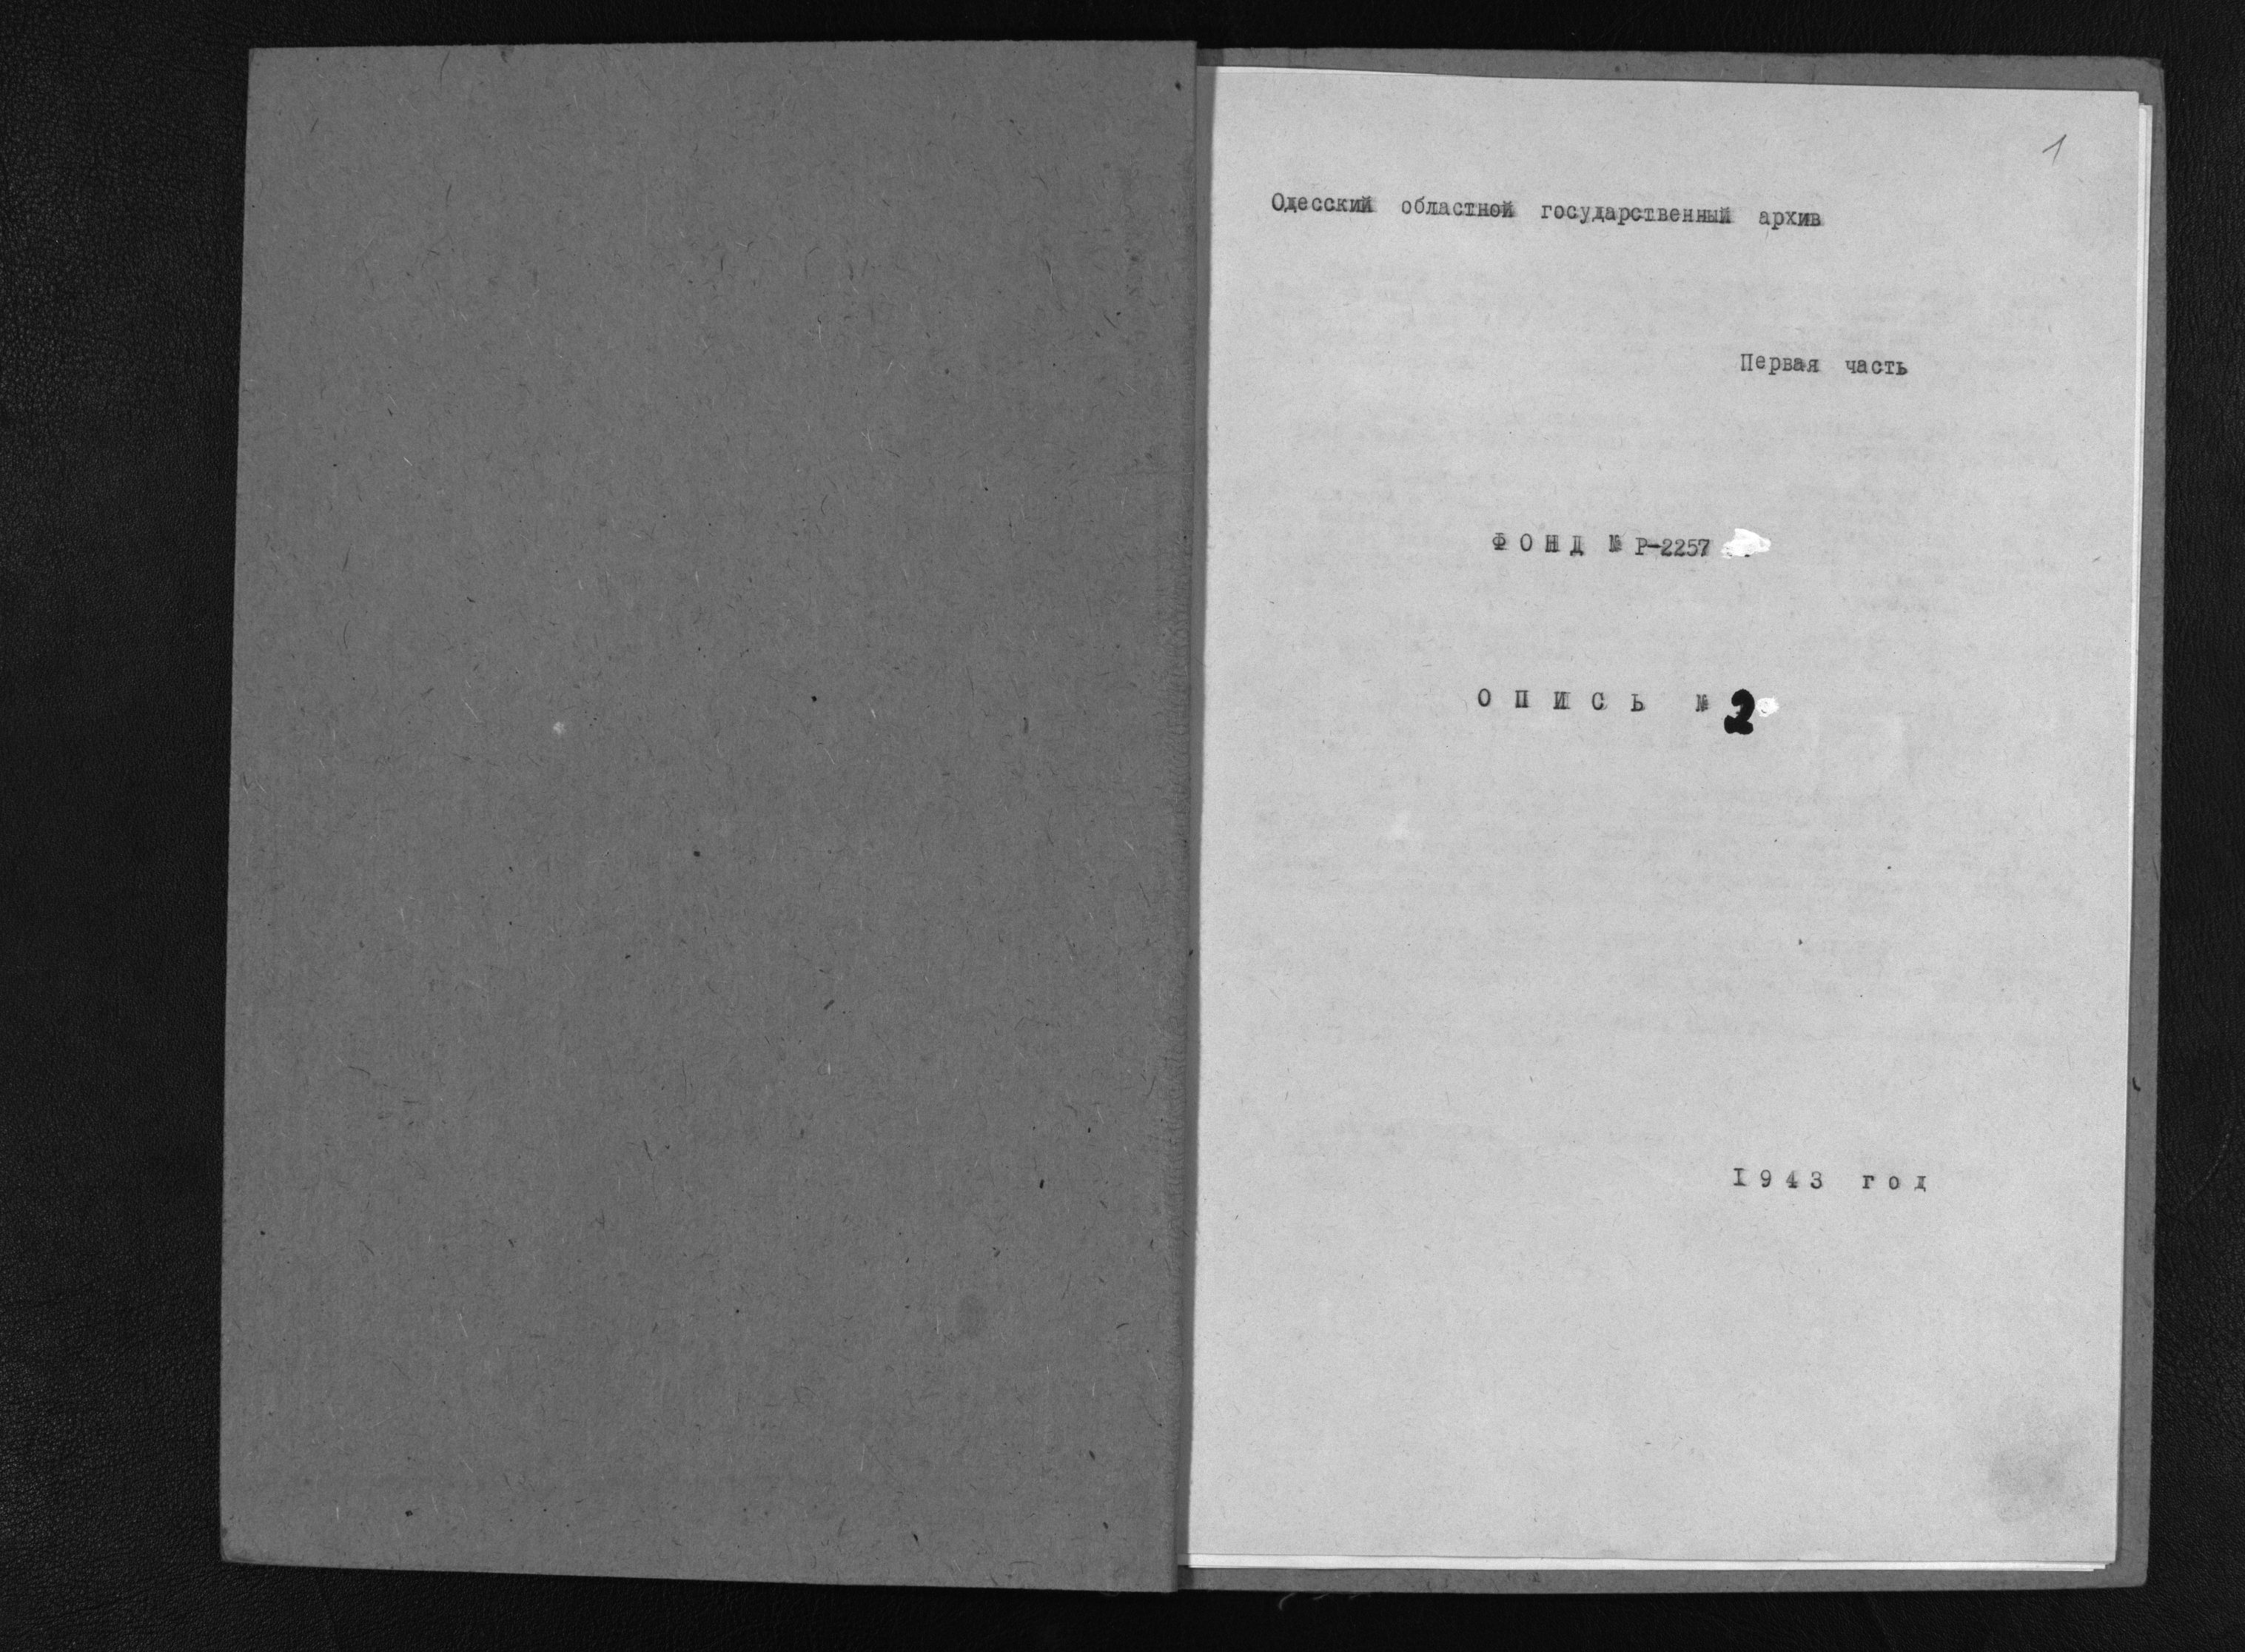 1
Одесский областной государственный архив
Первая часть
ФОНД № Р-2257
ОПИСЬ № 2
1943 год